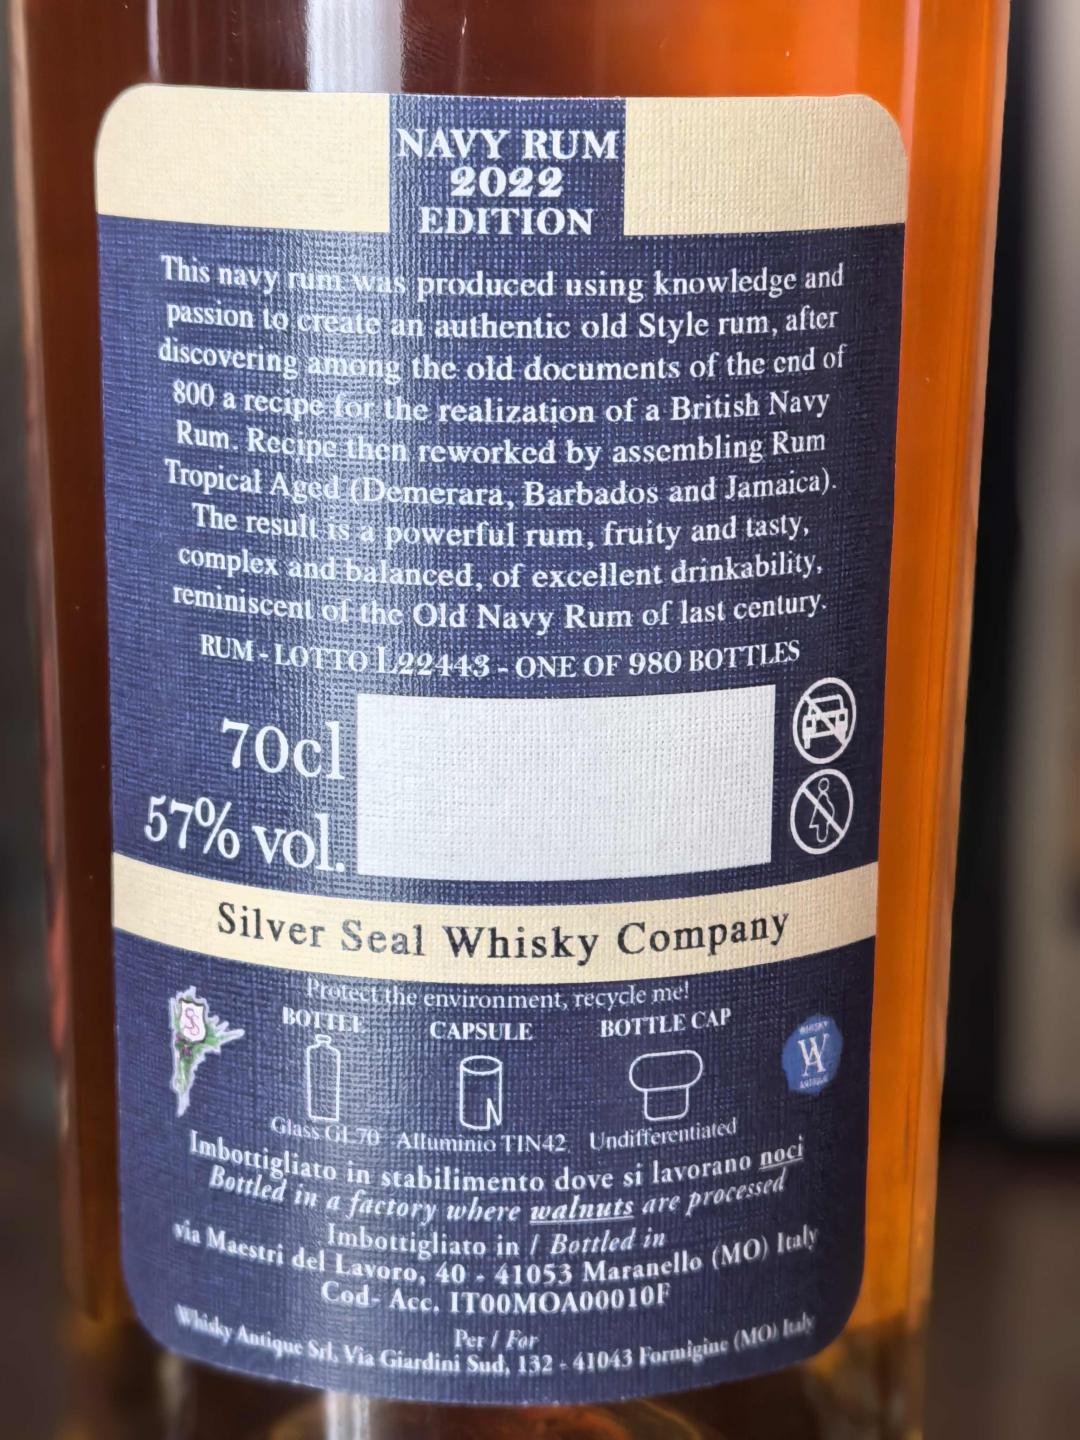 NAVY RUM
2022
EDITION
This navy rum was produced using knowledge and
passion to create an authentic old Style rum, after
discovering among the old documents of the end of
800 a recipe for the realization of a British Navy
Rum. Recipe then reworked by assembling Rum
Tropical Aged (Demerara, Barbados and Jamaica).
The result is a powerful rum, fruity and tasty,
complex and balanced, of excellent drinkability,
reminiscent of the Old Navy Rum of last century.
RUM - LOTTO L22443 - ONE OF 980 BOTTLES
70cl
57% vol.
Silver Seal Whisky Company
Protect the environment, recycle me!
BOTTLE CAPSULE BOTTLE CAP
WHISKY
WA
ANTIQUE
Glass GL70 Alluminio TIN42 Undifferentiated
Imbottigliato in stabilimento dove si lavorano noci
Bottled in a factory where walnuts are processed
Imbottigliato in / Bottled in
via Maestri del Lavoro, 40 - 41053 Maranello (MO) Italy
Cod- Acc. IT00MOA00010F
Per / For
Whisky Antique Srl, Via Giardini Sud, 132 - 41043 Formigine (MO) Italy